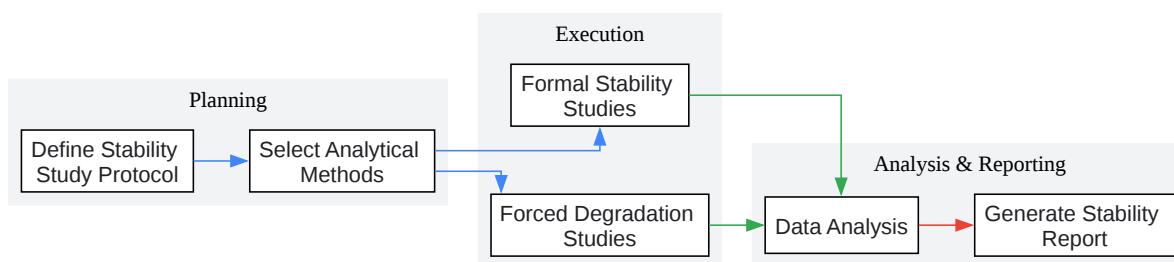 Planning
Define Stability
Study Protocol
Select Analytical
Methods
Execution
Formal Stability
Studies
Forced Degradation
Studies
Analysis & Reporting
Data Analysis
Generate Stability
Report